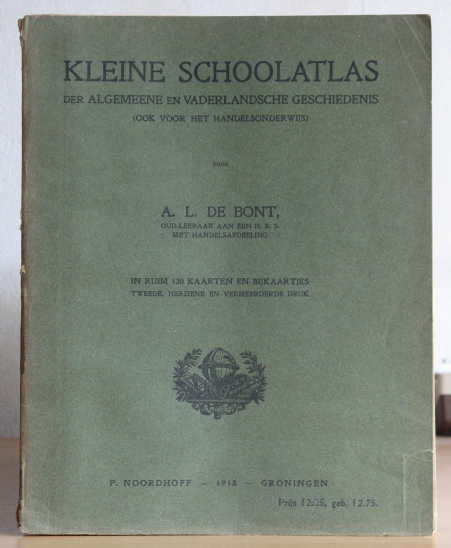 KLEINE SCHOOLATLAS
DER ALGEMEENE EN VADERLANDSCHE GESCHIEDENIS
(OOK VOOR HET HANDELSONDERWIJS)
DOOR
A. L. DE BONT,
OUD-LEERAAR AAN EEN H. B. S.
: MET HANDELSAFDEELING. :
IN RUIM 120 KAARTEN EN BIJKAARTJES
TWEEDE, HERZIENE EN VERMEERDERDE DRUK
P. NOORDHOFF — 1918 — GRONINGEN
Prijs f 2.25, geb. f 2.75.